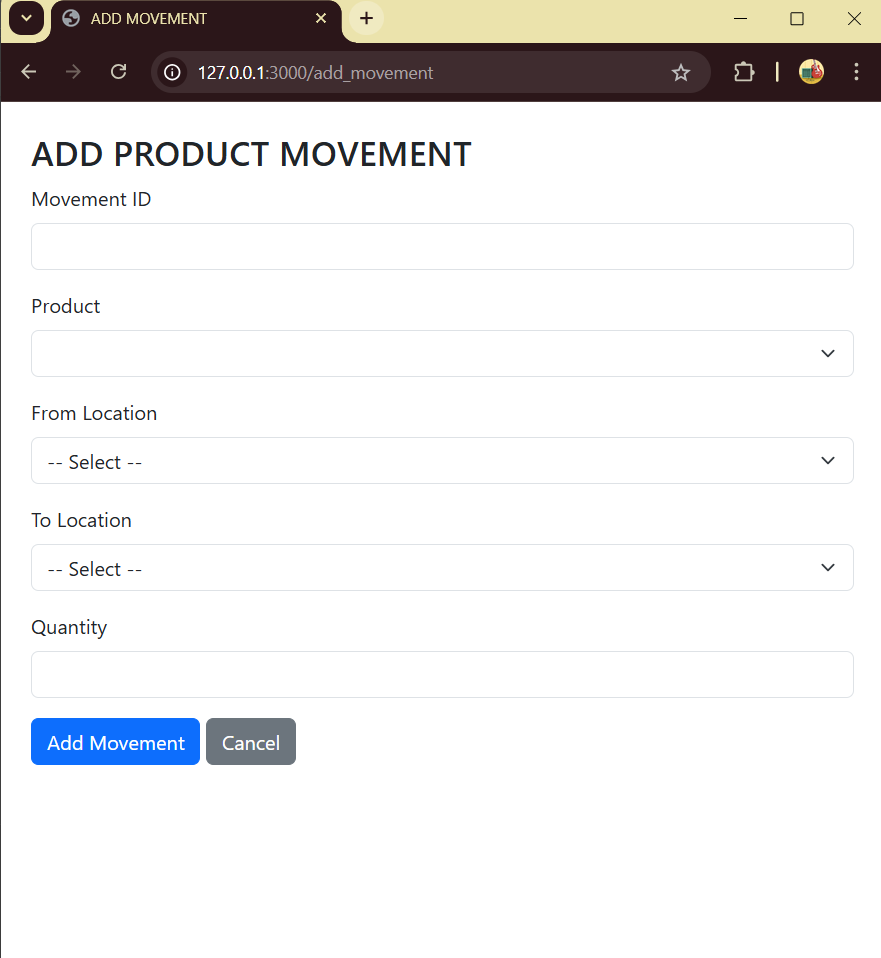 ADD MOVEMENT
127.0.0.1:3000/add_movement
ADD PRODUCT MOVEMENT
Movement ID
Product
From Location
-- Select --
To Location
-- Select --
Quantity
Add Movement Cancel